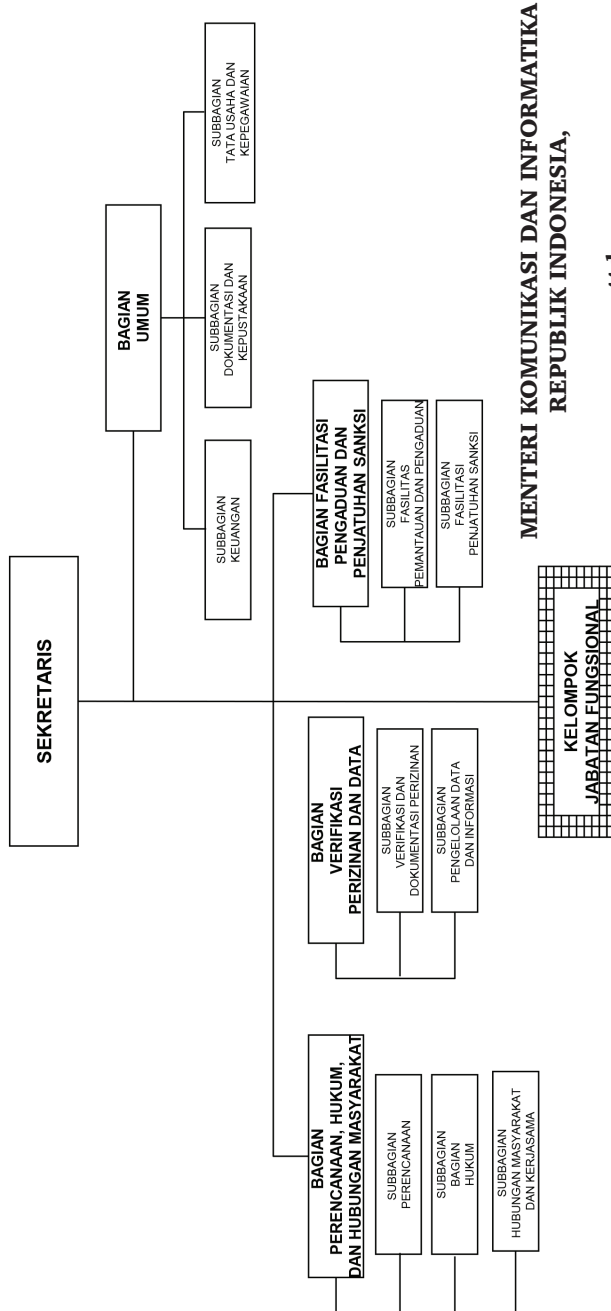 SEKRETARIS
BAGIAN
UMUM
SUBBAGIAN
KEUANGAN
SUBBAGIAN
DOKUMENTASI DAN
KEPUSTAKAAN
SUBBAGIAN
TATA USAHA DAN
KEPEGAWAIAN
BAGIAN
PERENCANAAN, HUKUM,
DAN HUBUNGAN MASYARAKAT
SUBBAGIAN
PERENCANAAN
SUBBAGIAN
BAGIAN
HUKUM
SUBBAGIAN
HUBUNGAN MASYARAKAT
DAN KERJASAMA
BAGIAN
VERIFIKASI
PERIZINAN DAN DATA
SUBBAGIAN
VERIFIKASI DAN
DOKUMENTASI PERIZINAN
SUBBAGIAN
PENGELOLAAN DATA
DAN INFORMASI
BAGIAN FASILITASI
PENGADUAN DAN
PENJATUHAN SANKSI
SUBBAGIAN
FASILITAS
PEMANTAUAN DAN PENGADUAN
SUBBAGIAN
FASILITASI
PENJATUHAN SANKSI
KELOMPOK
JABATAN FUNGSIONAL
MENTERI KOMUNIKASI DAN INFORMATIKA
REPUBLIK INDONESIA,